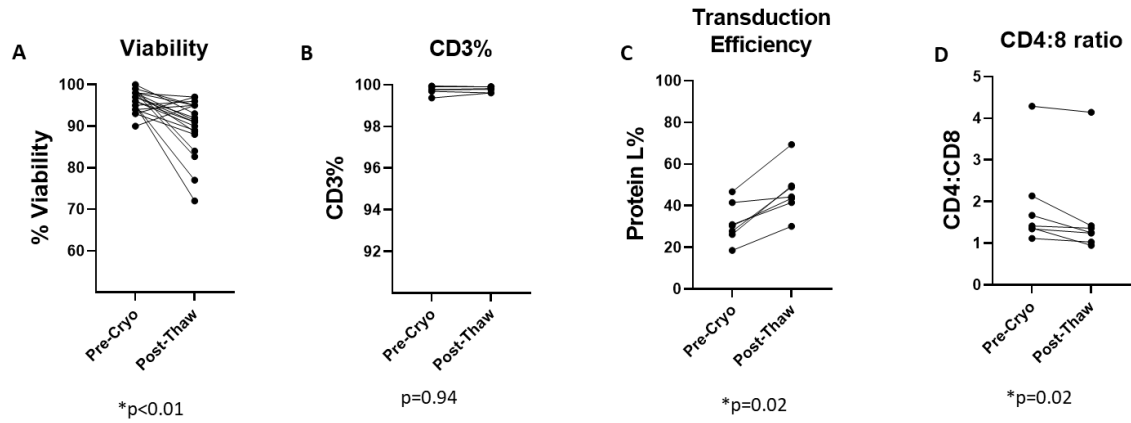 A
Viability
% Viability
100
90
80
70
60
Pre-Cryo
Post-Thaw
*p<0.01
B
CD3%
CD3%
100
98
96
94
92
Pre-Cryo
Post-Thaw
p=0.94
C
Transduction
Efficiency
Protein L%
100
80
60
40
20
0
Pre-Cryo
Post-Thaw
*p=0.02
D
CD4:8 ratio
CD4:CD8
5
4
3
2
1
0
Pre-Cryo
Post-Thaw
*p=0.02